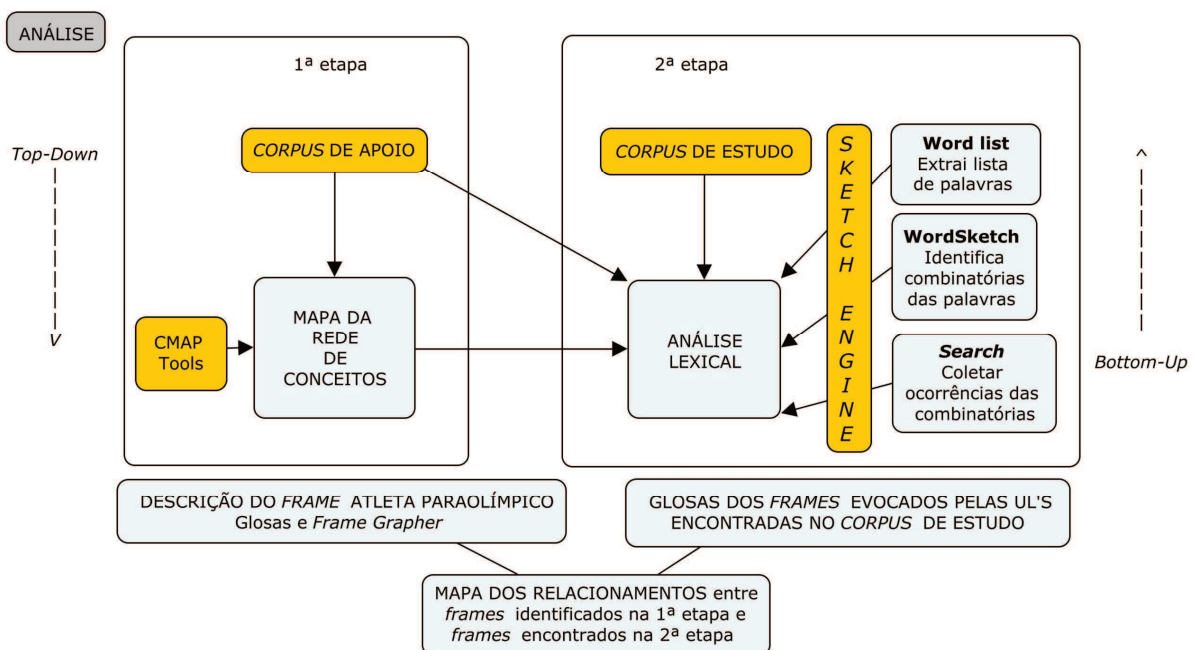 ANÁLISE
1ª etapa
2ª etapa
Top-Down
V
CORPUS DE APOIO
CMAP
Tools
MAPA DA
REDE
DE
CONCEITOS
CORPUS DE ESTUDO
ANÁLISE
LEXICAL
S
K
E
T
C
H
E
N
G
I
N
E
Word list
Extrai lista
de palavras
WordSketch
Identifica
combinatórias
das palavras
Search
Coletar
ocorrências das
combinatórias
^
Bottom-Up
DESCRIÇÃO DO FRAME ATLETA PARAOLÍMPICO
Glosas e Frame Grapher
GLOSAS DOS FRAMES EVOCADOS PELAS UL'S
ENCONTRADAS NO CORPUS DE ESTUDO
MAPA DOS RELACIONAMENTOS entre
frames identificados na 1ª etapa e
frames encontrados na 2ª etapa